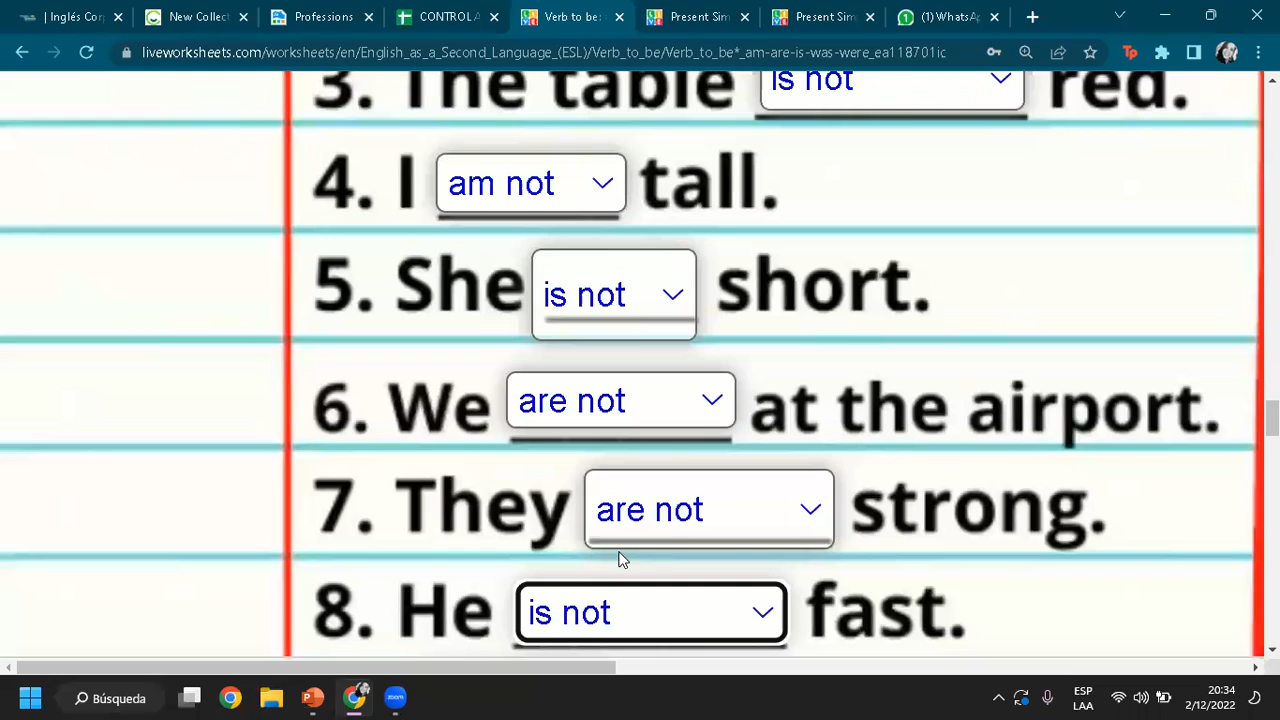 | Inglés Corp
New Collect
Professions
CONTROL A
Verb to be:
Present Sim
Present Sim
(1) WhatsA
liveworksheets.com/worksheets/en/English_as_a_Second_Language_(ESL)/Verb_to_be/Verb_to_be*_am-are-is-was-were_ea118701ic
3. The table is not red.
4. I am not tall.
5. She is not short.
6. We are not at the airport.
7. They are not strong.
8. He is not fast.
Búsqueda
zoom
ESP
LAA
20:34
2/12/2022